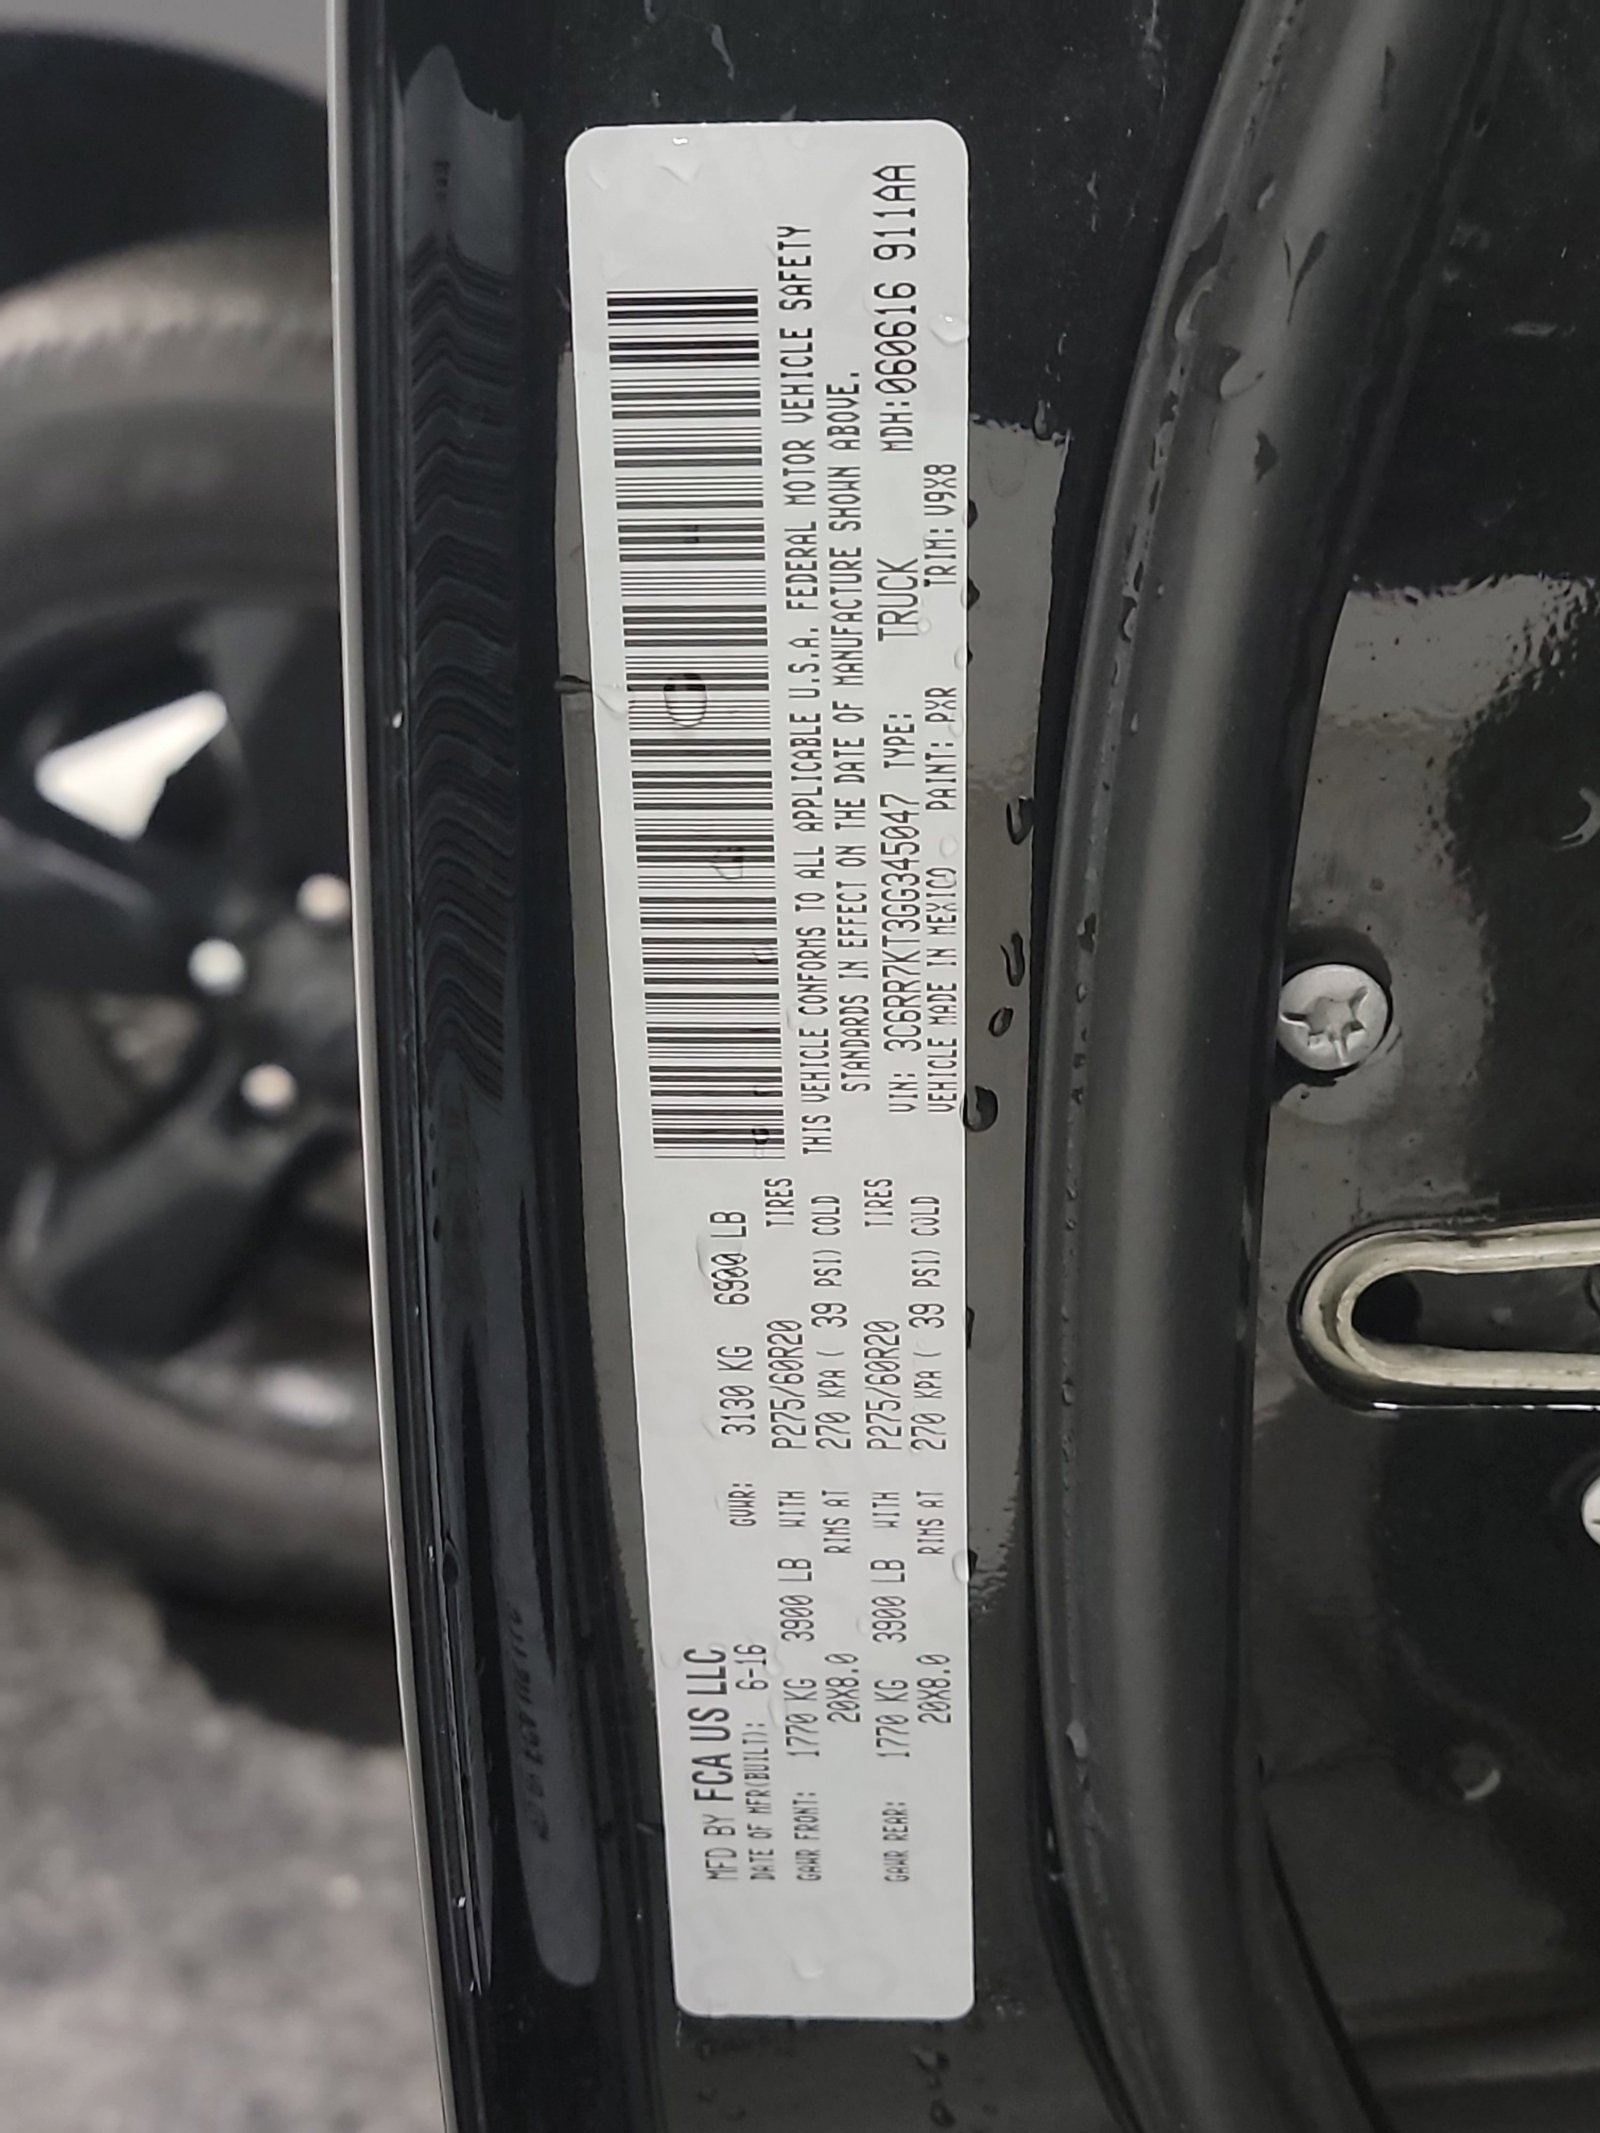 MFD BY FCA US LLC
DATE OF MFR(BUILT): 6-16 GVWR: 3130 KG 6900 LB
GAWR FRONT: 1770 KG 3900 LB WITH P275/60R20 TIRES
20X8.0 RIMS AT 270 KPA ( 39 PSI) COLD
GAWR REAR: 1770 KG 3900 LB WITH P275/60R20 TIRES
20X8.0 RIMS AT 270 KPA ( 39 PSI) COLD
THIS VEHICLE CONFORMS TO ALL APPLICABLE U.S.A. FEDERAL MOTOR VEHICLE SAFETY
STANDARDS IN EFFECT ON THE DATE OF MANUFACTURE SHOWN ABOVE.
VIN: 3C6RR7KT3GG345047 TYPE: TRUCK MDH:060616 911AA
VEHICLE MADE IN MEXICO PAINT: PXR TRIM: V9X8